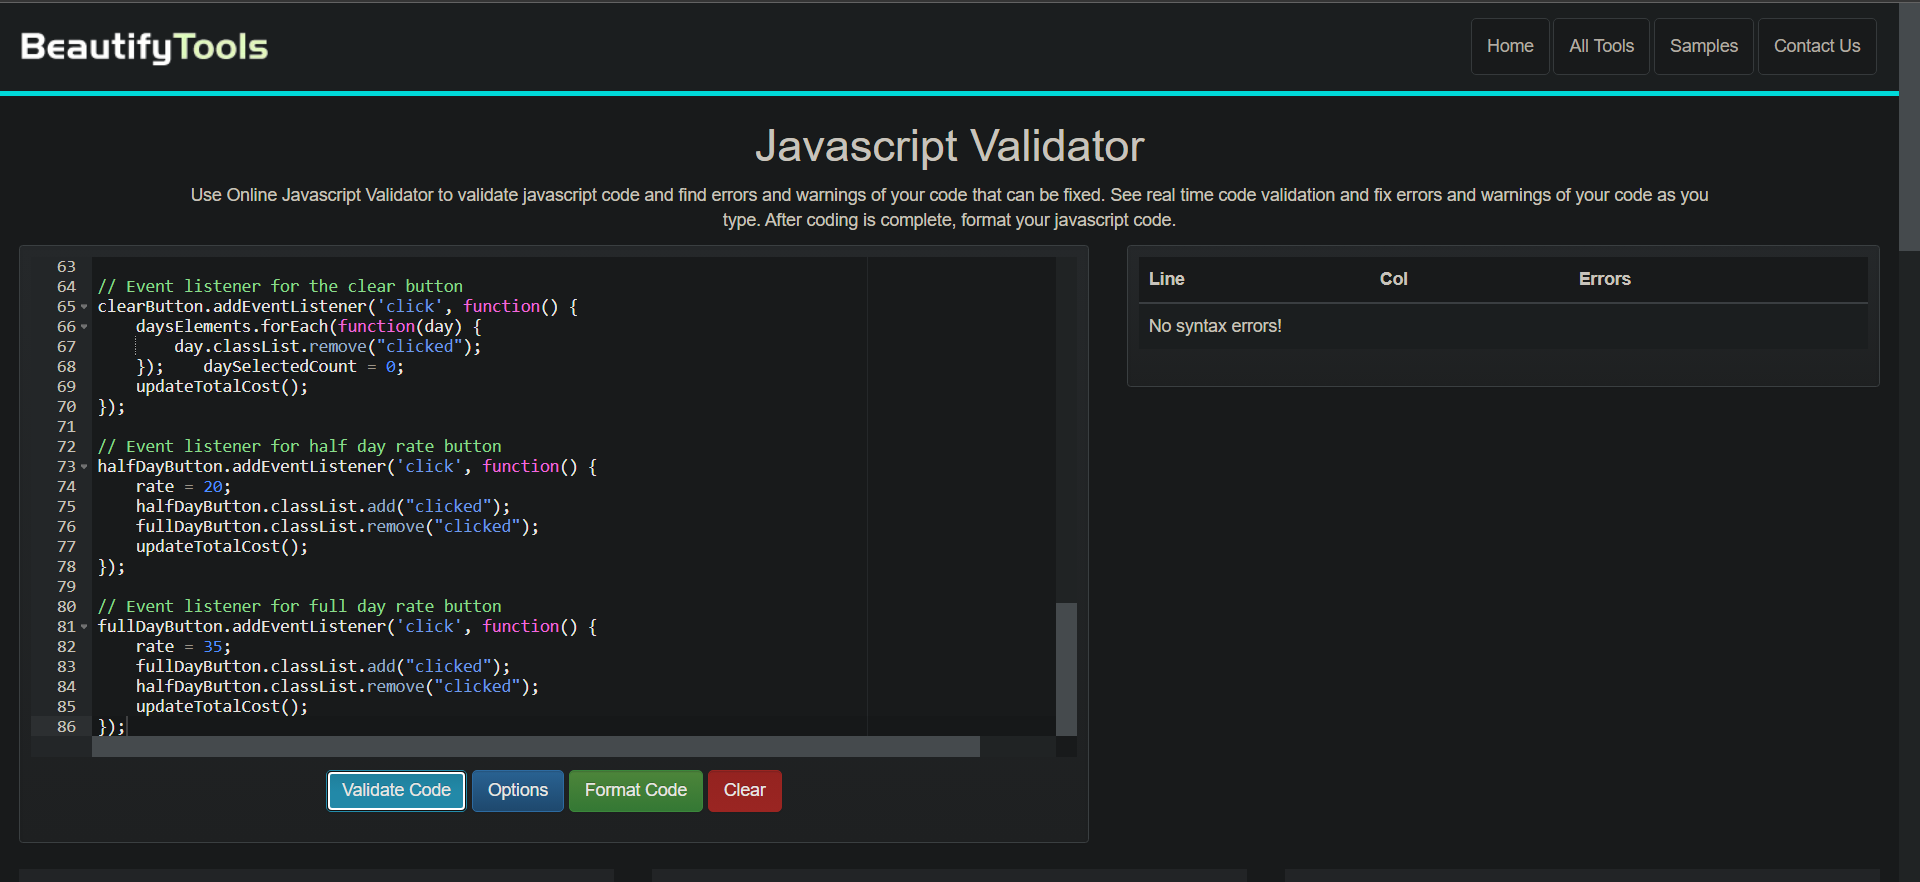 BeautifyTools
Home
All Tools
Samples
Contact Us
Javascript Validator
Use Online Javascript Validator to validate javascript code and find errors and warnings of your code that can be fixed. See real time code validation and fix errors and warnings of your code as you
type. After coding is complete, format your javascript code.
63
64 // Event listener for the clear button
65 clearButton.addEventListener('click', function() {
66     daysElements.forEach(function(day) {
67         day.classList.remove("clicked");
68     });    daySelectedCount = 0;
69     updateTotalCost();
70 });
71
72 // Event listener for half day rate button
73 halfDayButton.addEventListener('click', function() {
74     rate = 20;
75     halfDayButton.classList.add("clicked");
76     fullDayButton.classList.remove("clicked");
77     updateTotalCost();
78 });
79
80 // Event listener for full day rate button
81 fullDayButton.addEventListener('click', function() {
82     rate = 35;
83     fullDayButton.classList.add("clicked");
84     halfDayButton.classList.remove("clicked");
85     updateTotalCost();
86 });
Validate Code
Options
Format Code
Clear
Line Col Errors
No syntax errors!